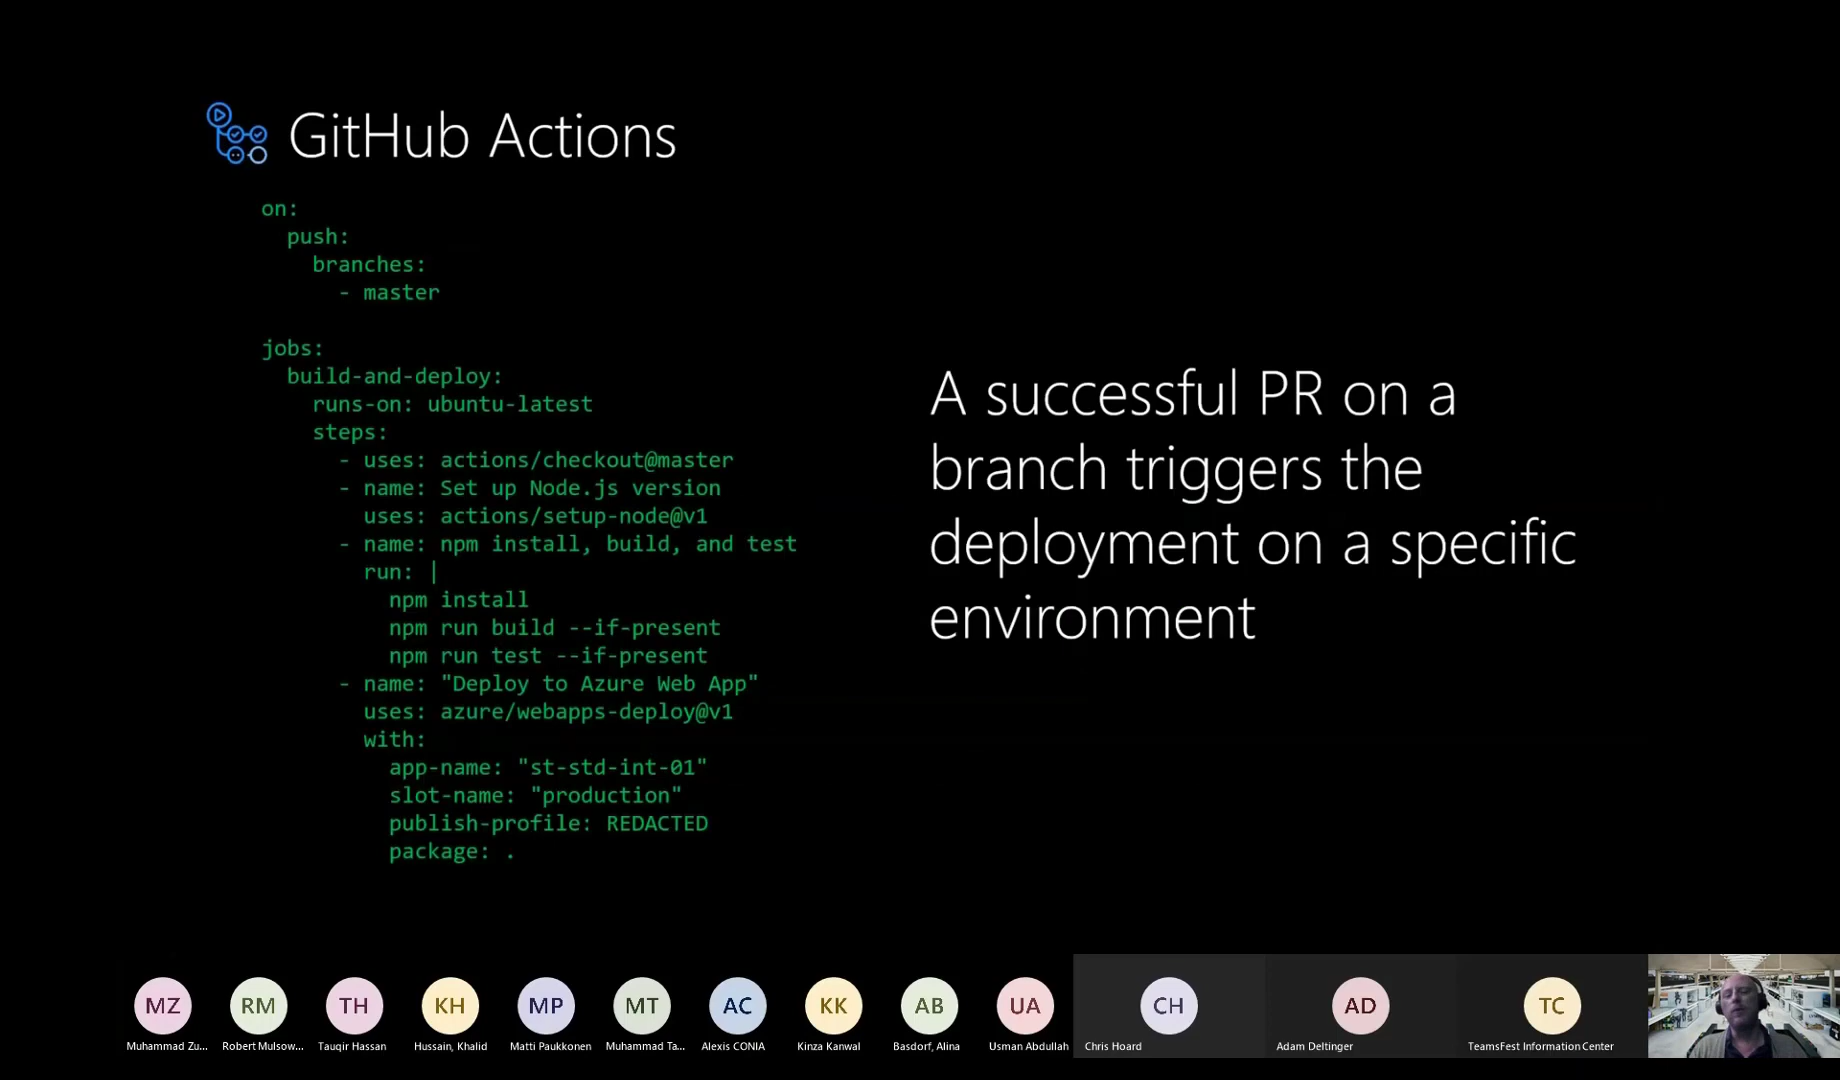 GitHub Actions
on:
push:
branches:
- master
jobs:
build-and-deploy:
runs-on: ubuntu-latest
steps:
- uses: actions/checkout@master
- name: Set up Node.js version
uses: actions/setup-node@v1
- name: npm install, build, and test
run: |
npm install
npm run build --if-present
npm run test --if-present
- name: "Deploy to Azure Web App"
uses: azure/webapps-deploy@v1
with:
app-name: "st-std-int-01"
slot-name: "production"
publish-profile: REDACTED
package: .
A successful PR on a
branch triggers the
deployment on a specific
environment
MZ RM TH KH MP MT AC KK AB UA CH AD TC
Muhammad Zu... Robert Mulsow... Tauqir Hassan Hussain, Khalid Matti Paukkonen Muhammad Ta... Alexis CONIA Kinza Kanwal Basdorf, Alina Usman Abdullah Chris Hoard Adam Deltinger TeamsFest Information Center